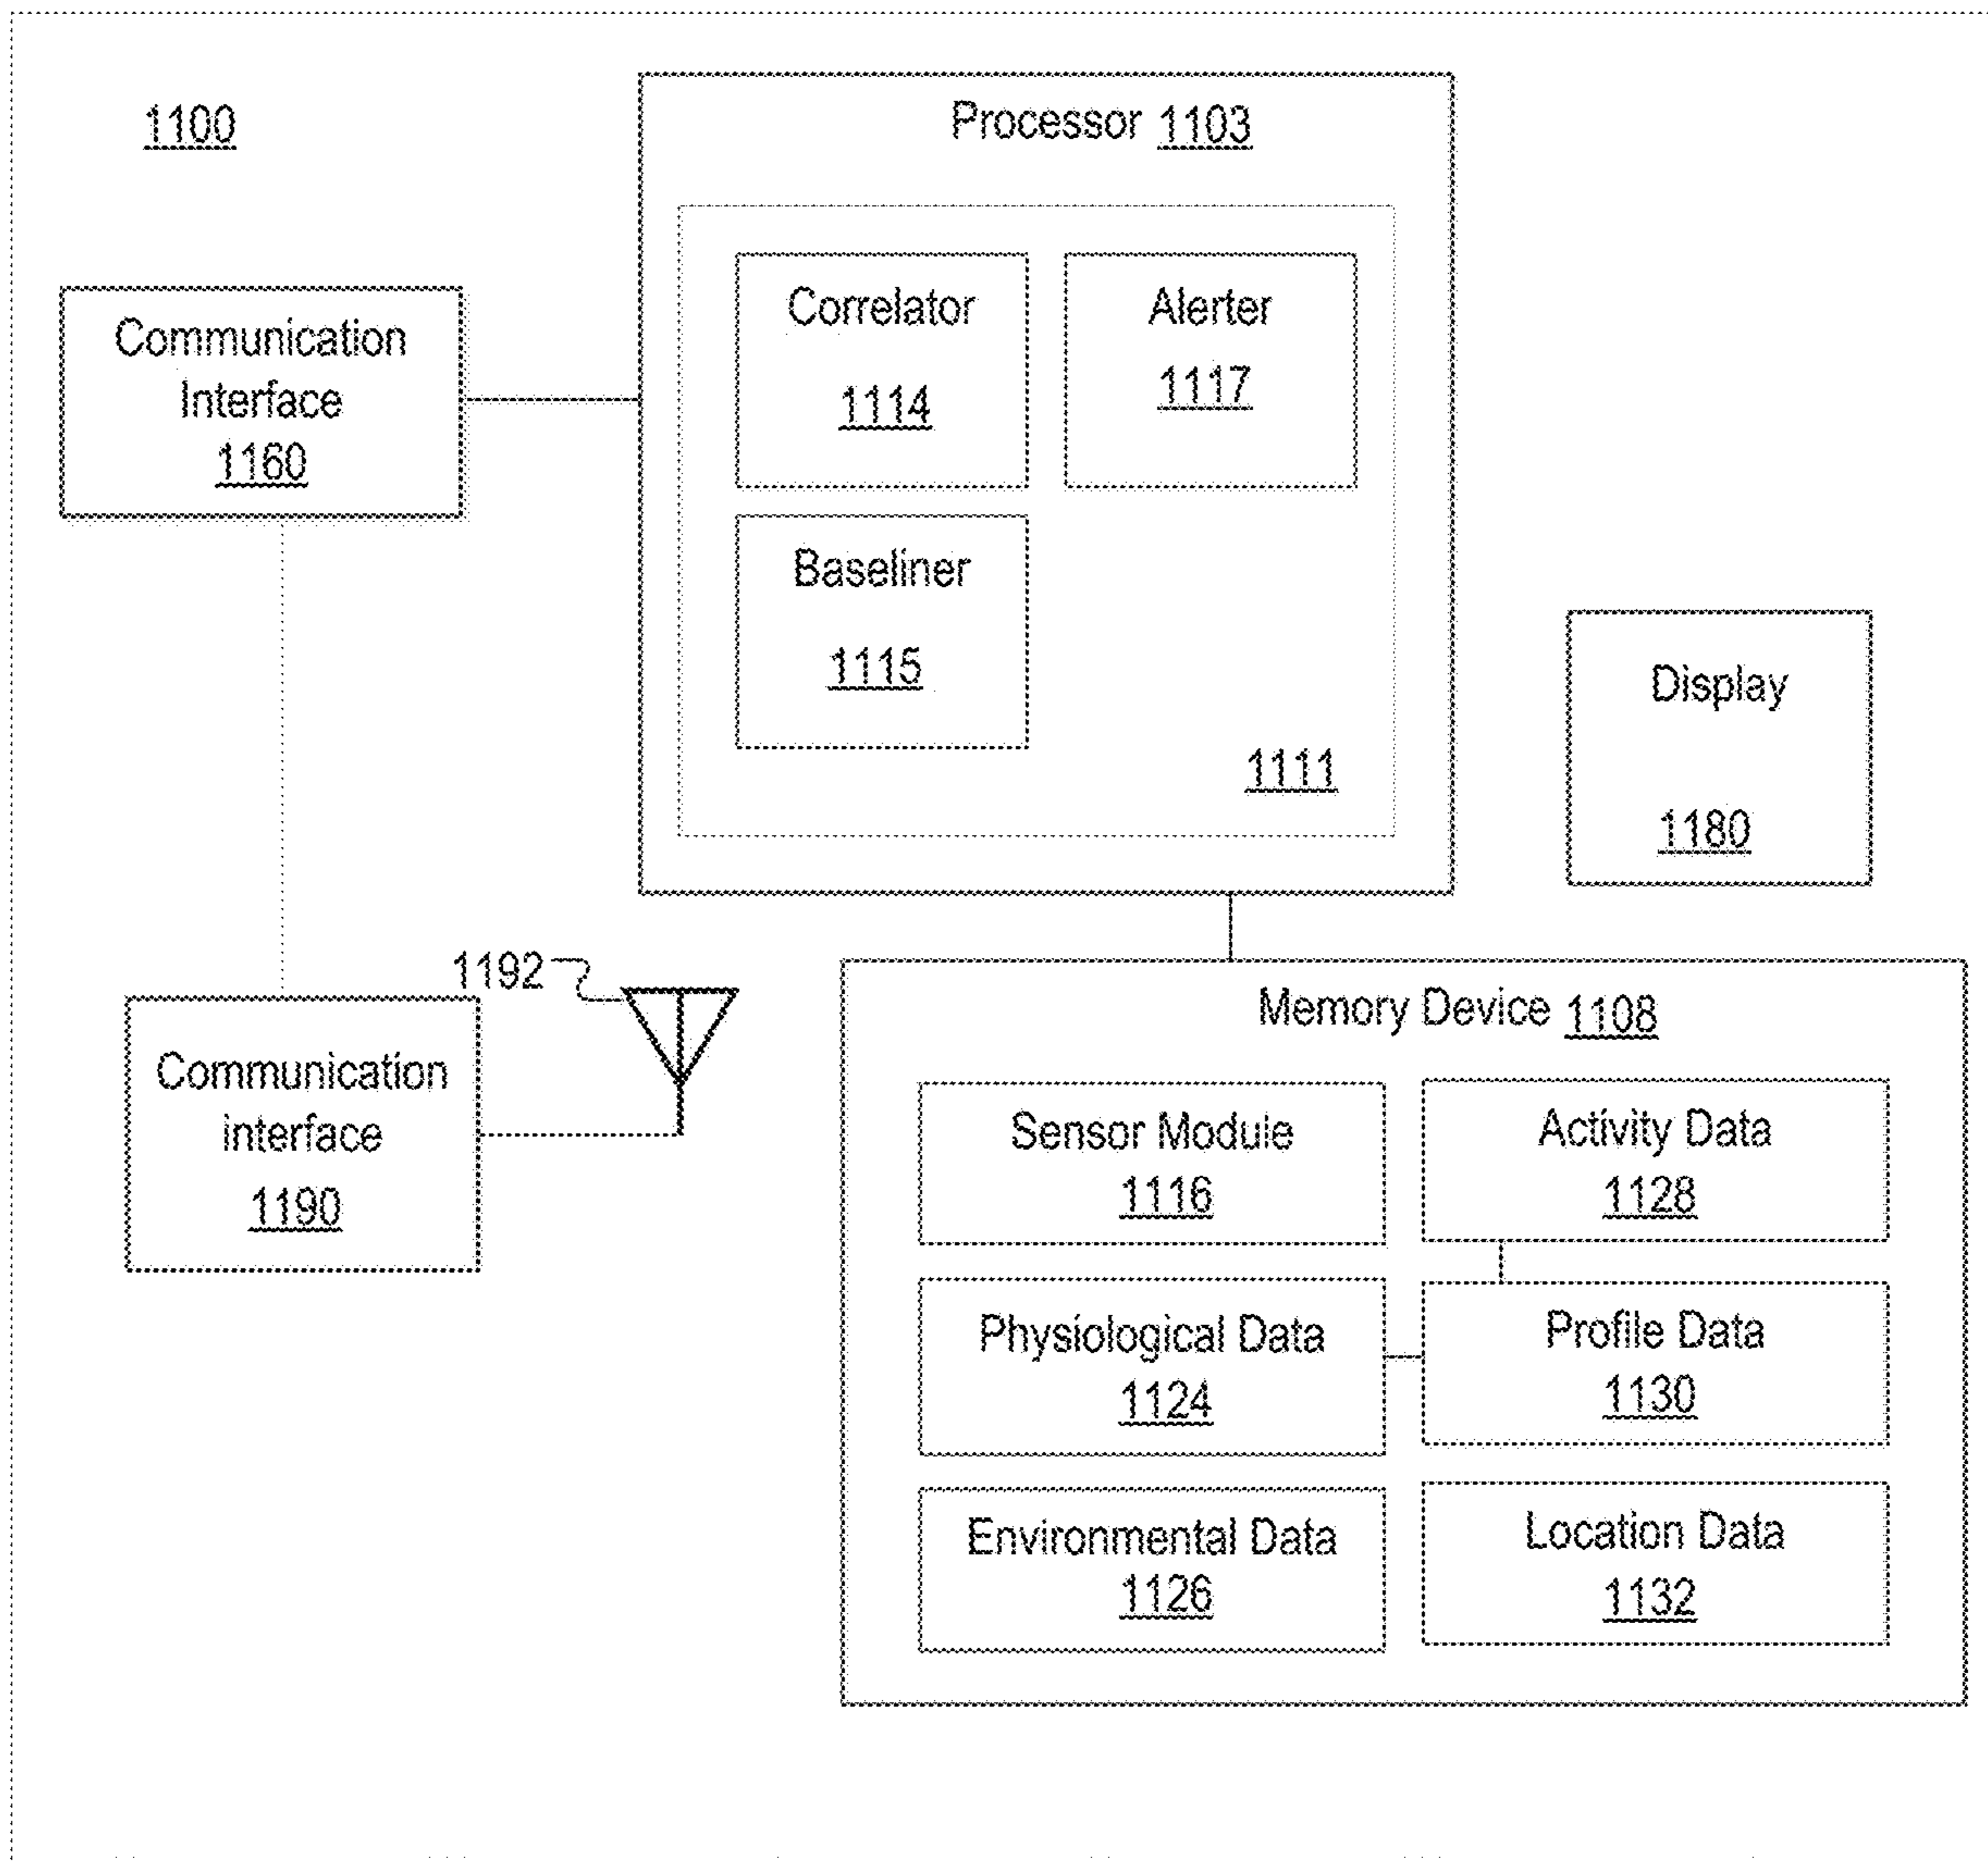 1100
Processor 1103
Communication
Interface
1160
Correlator
1114
Alerter
1117
Baseliner
1115
1111
Display
1180
1192
Communication
interface
1190
Memory Device 1108
Sensor Module
1116
Activity Data
1128
Physiological Data
1124
Profile Data
1130
Environmental Data
1126
Location Data
1132